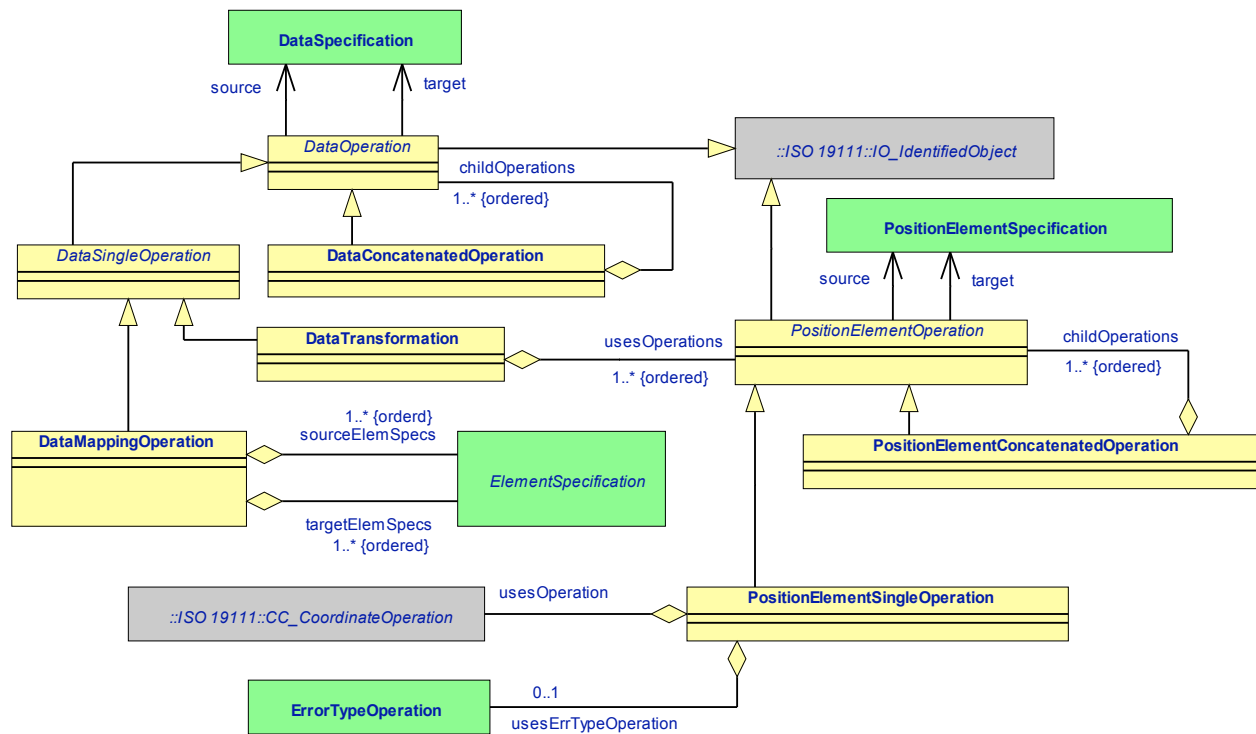 DataSpecification
source
target
DataOperation
::ISO 19111::IO_IdentifiedObject
childOperations
1..* {ordered}
PositionElementSpecification
DataSingleOperation
DataConcatenatedOperation
source
target
DataTransformation
usesOperations
1..* {ordered}
PositionElementOperation
childOperations
1..* {ordered}
1..* {orderd}
sourceElemSpecs
DataMappingOperation
PositionElementConcatenatedOperation
ElementSpecification
targetElemSpecs
1..* {ordered}
::ISO 19111::CC_CoordinateOperation
usesOperation
PositionElementSingleOperation
0..1
ErrorTypeOperation
usesErrTypeOperation